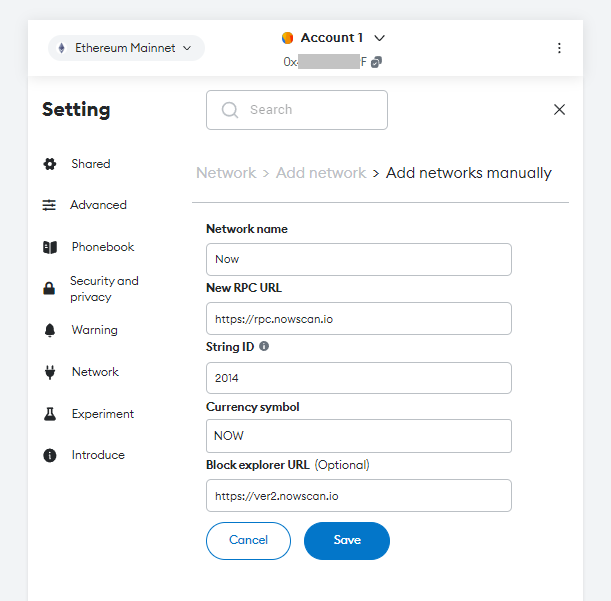 Ethereum Mainnet
Account 1
0x F
Setting
Search
Shared
Advanced
Phonebook
Security and
privacy
Warning
Network
Experiment
Introduce
Network > Add network > Add networks manually
Network name
Now
New RPC URL
https://rpc.nowscan.io
String ID
2014
Currency symbol
NOW
Block explorer URL (Optional)
https://ver2.nowscan.io
Cancel
Save